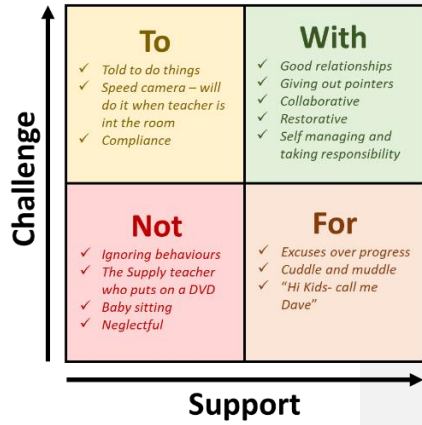 Challenge
To
✓ Told to do things
✓ Speed camera – will
do it when teacher is
int the room
✓ Compliance
With
✓ Good relationships
✓ Giving out pointers
✓ Collaborative
✓ Restorative
✓ Self managing and
taking responsibility
Not
✓ Ignoring behaviours
✓ The Supply teacher
who puts on a DVD
✓ Baby sitting
✓ Neglectful
For
✓ Excuses over progress
✓ Cuddle and muddle
✓ “Hi Kids- call me
Dave”
Support